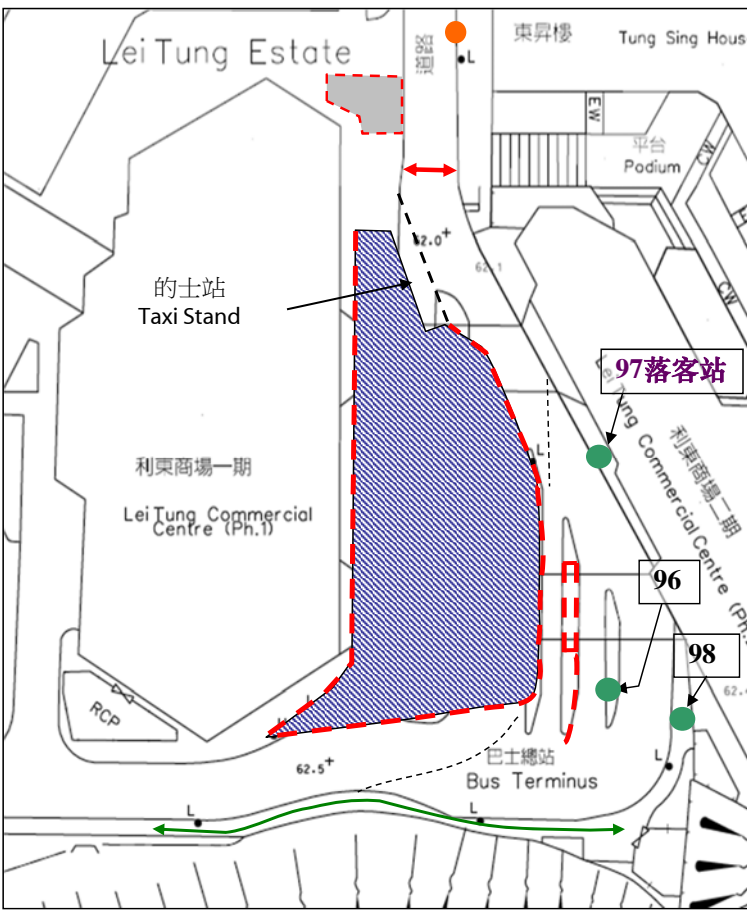 Lei Tung Estate
道路
L
東昇樓
Tung Sing Hous
EW
平台
Podium
CW
CW
62.0+
62.1
的士站
Taxi Stand
97落客站
Lei Tung Commercial Centre (Ph.
利東商場二期
L
利東商場一期
Lei Tung Commercial
Centre (Ph.1)
96
98
62.
RCP
L
62.5+
巴士總站
Bus Terminus
L
L
L